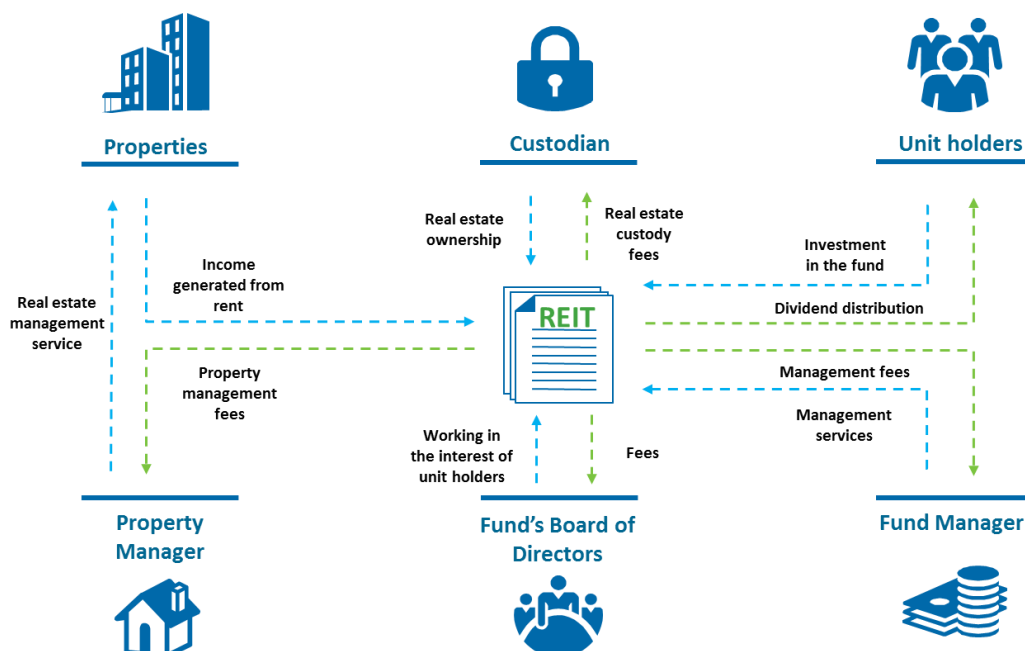 Properties
Custodian
Unit holders
Real estate
ownership
Real estate
custody
fees
Investment
in the fund
Income
generated from
rent
Real estate
management
service
REIT
Dividend distribution
Property
management
fees
Management fees
Management
services
Working in
the interest of
unit holders
Fees
Property
Manager
Fund's Board of
Directors
Fund Manager